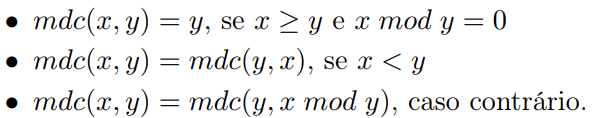 • mdc(x, y) = y, se x ≥ y e x mod y = 0
• mdc(x, y) = mdc(y, x), se x < y
• mdc(x, y) = mdc(y, x mod y), caso contrário.